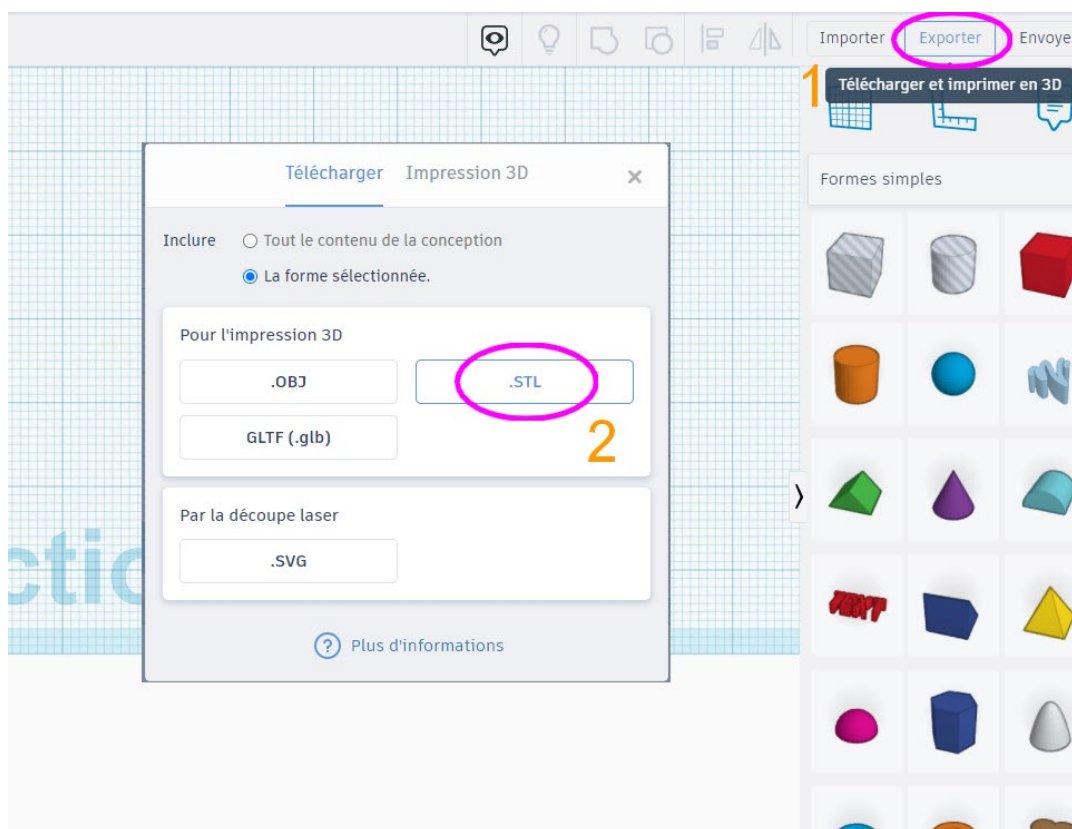 Importer Exporter Envoye
1 Télécharger et imprimer en 3D
Télécharger Impression 3D ×
Formes simples
Inclure Tout le contenu de la conception
La forme sélectionnée.
Pour l'impression 3D
.OBJ .STL
GLTF (.glb) 2
Par la découpe laser
.SVG
ctio
TEXT
? Plus d'informations